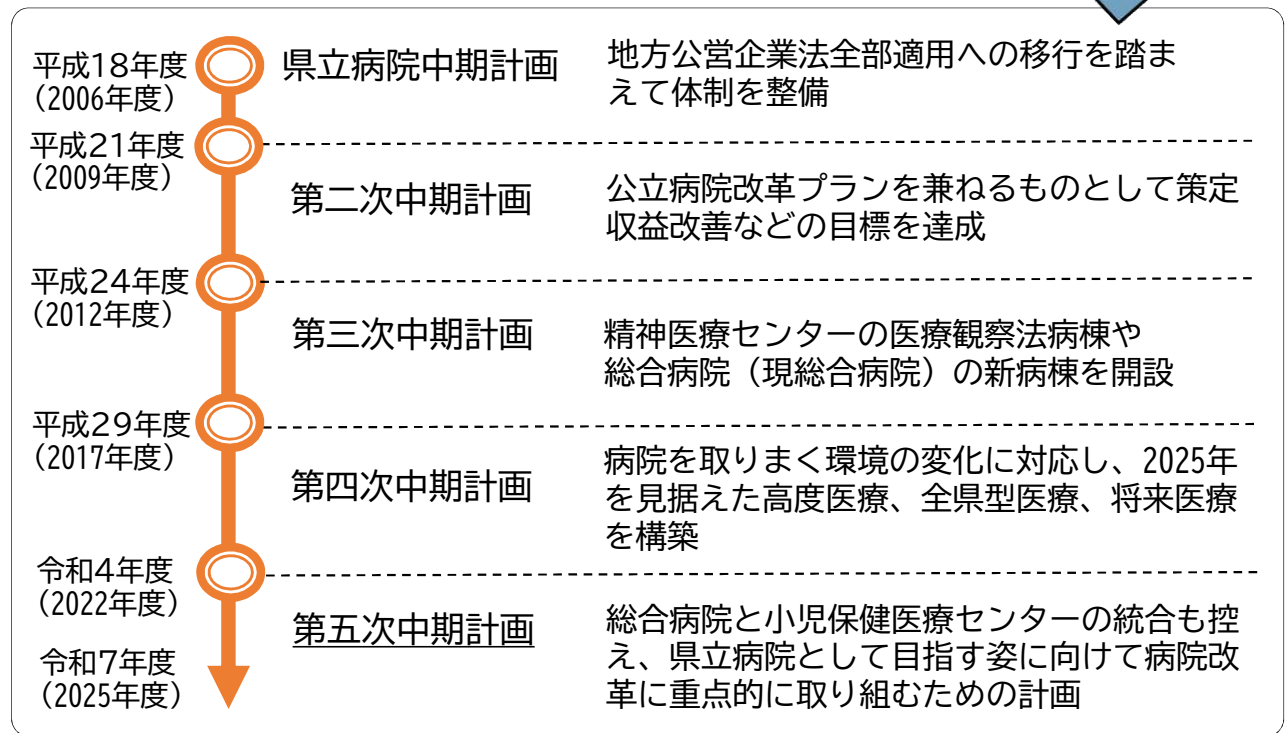 平成18年度
（2006年度）
県立病院中期計画
地方公営企業法全部適用への移行を踏ま
えて体制を整備
平成21年度
（2009年度）
第二次中期計画
公立病院改革プランを兼ねるものとして策定
収益改善などの目標を達成
平成24年度
（2012年度）
第三次中期計画
精神医療センターの医療観察法病棟や
総合病院（現総合病院）の新病棟を開設
平成29年度
（2017年度）
第四次中期計画
病院を取りまく環境の変化に対応し、2025年
を見据えた高度医療、全県型医療、将来医療
を構築
令和4年度
（2022年度）
第五次中期計画
総合病院と小児保健医療センターの統合も控
え、県立病院として目指す姿に向けて病院改
革に重点的に取り組むための計画
令和7年度
（2025年度）